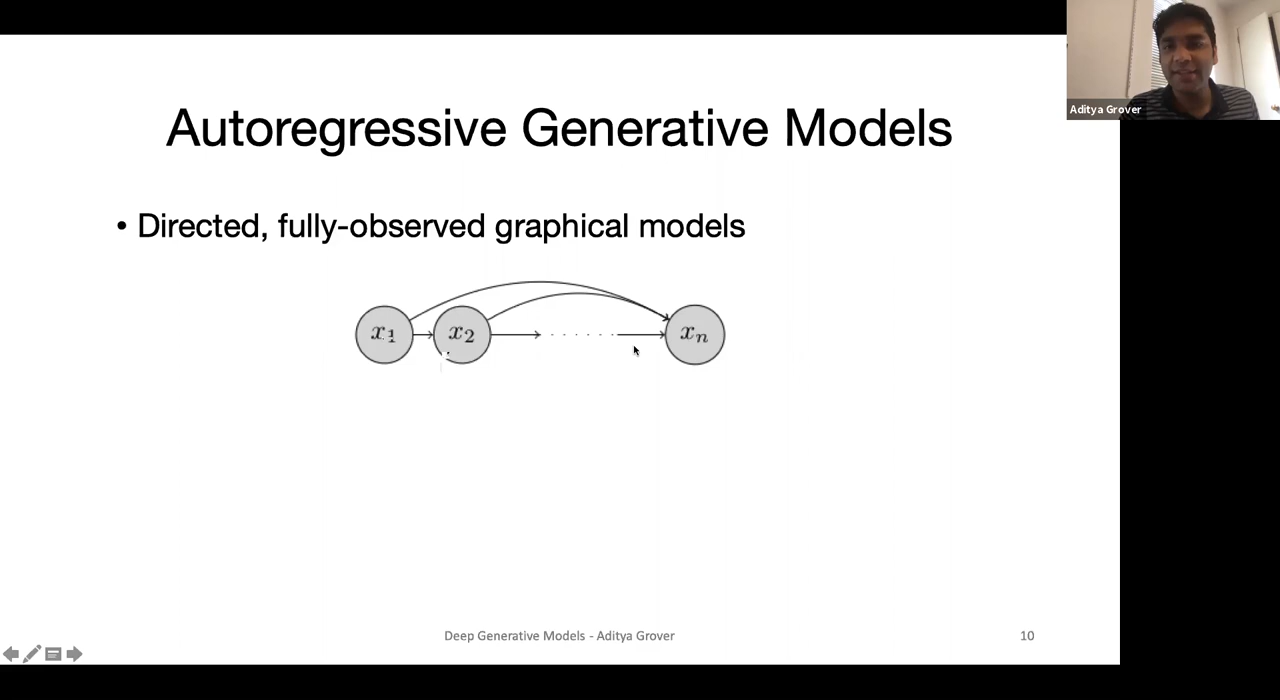 Aditya Grover
Autoregressive Generative Models
• Directed, fully-observed graphical models
x₁ x₂ xₙ
Deep Generative Models - Aditya Grover 10